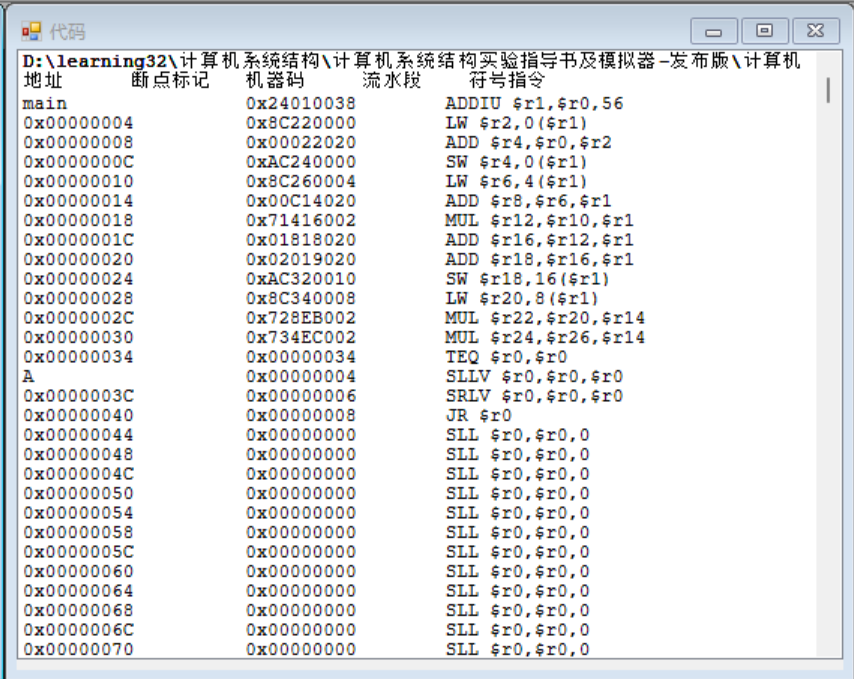 代码
D:\learning32\计算机系统结构\计算机系统结构实验指导书及模拟器-发布版\计算机
地址 断点标记 机器码 流水段 符号指令
main 0x24010038 ADDIU $r1,$r0,56
0x00000004 0x8C220000 LW $r2,0($r1)
0x00000008 0x00022020 ADD $r4,$r0,$r2
0x0000000C 0xAC240000 SW $r4,0($r1)
0x00000010 0x8C260004 LW $r6,4($r1)
0x00000014 0x00C14020 ADD $r8,$r6,$r1
0x00000018 0x71416002 MUL $r12,$r10,$r1
0x0000001C 0x01818020 ADD $r16,$r12,$r1
0x00000020 0x02019020 ADD $r18,$r16,$r1
0x00000024 0xAC320010 SW $r18,16($r1)
0x00000028 0x8C340008 LW $r20,8($r1)
0x0000002C 0x728EB002 MUL $r22,$r20,$r14
0x00000030 0x734EC002 MUL $r24,$r26,$r14
0x00000034 0x00000034 TEQ $r0,$r0
A 0x00000004 SLLV $r0,$r0,$r0
0x0000003C 0x00000006 SRLV $r0,$r0,$r0
0x00000040 0x00000008 JR $r0
0x00000044 0x00000000 SLL $r0,$r0,0
0x00000048 0x00000000 SLL $r0,$r0,0
0x0000004C 0x00000000 SLL $r0,$r0,0
0x00000050 0x00000000 SLL $r0,$r0,0
0x00000054 0x00000000 SLL $r0,$r0,0
0x00000058 0x00000000 SLL $r0,$r0,0
0x0000005C 0x00000000 SLL $r0,$r0,0
0x00000060 0x00000000 SLL $r0,$r0,0
0x00000064 0x00000000 SLL $r0,$r0,0
0x00000068 0x00000000 SLL $r0,$r0,0
0x0000006C 0x00000000 SLL $r0,$r0,0
0x00000070 0x00000000 SLL $r0,$r0,0